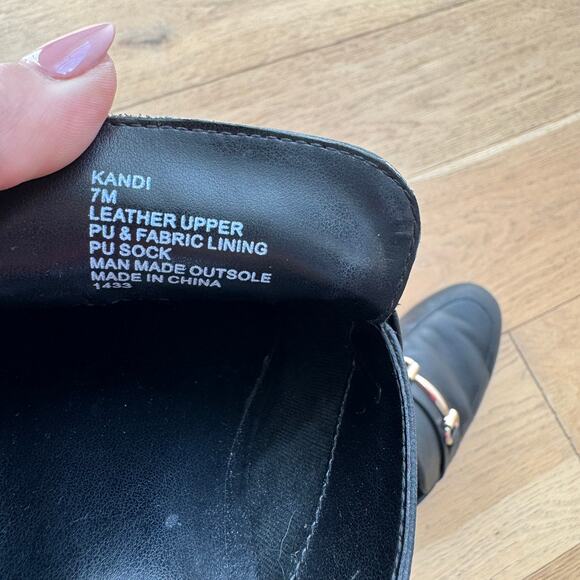 KANDI
7M
LEATHER UPPER
PU & FABRIC LINING
PU SOCK
MAN MADE OUTSOLE
MADE IN CHINA
1433